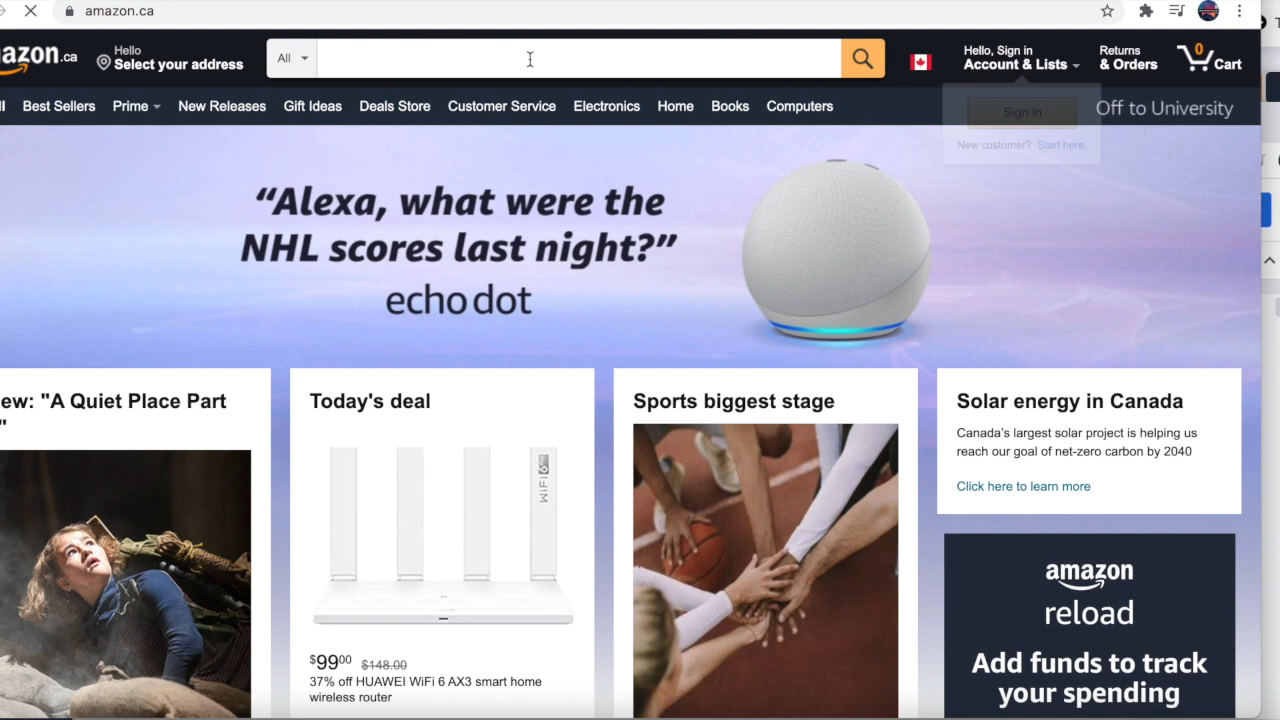 amazon.ca
azon.ca
Hello
Select your address
All
Hello, Sign in
Account & Lists
Returns
& Orders
0
Cart
Best Sellers
Prime
New Releases
Gift Ideas
Deals Store
Customer Service
Electronics
Home
Books
Computers
Sign in
New customer? Start here.
Off to University
“Alexa, what were the
NHL scores last night?”
echo dot
ew: "A Quiet Place Part
"
Today's deal
WiFi 6
$9900 $148.00
37% off HUAWEI WiFi 6 AX3 smart home
wireless router
Sports biggest stage
Solar energy in Canada
Canada's largest solar project is helping us
reach our goal of net-zero carbon by 2040
Click here to learn more
amazon
reload
Add funds to track
your spending